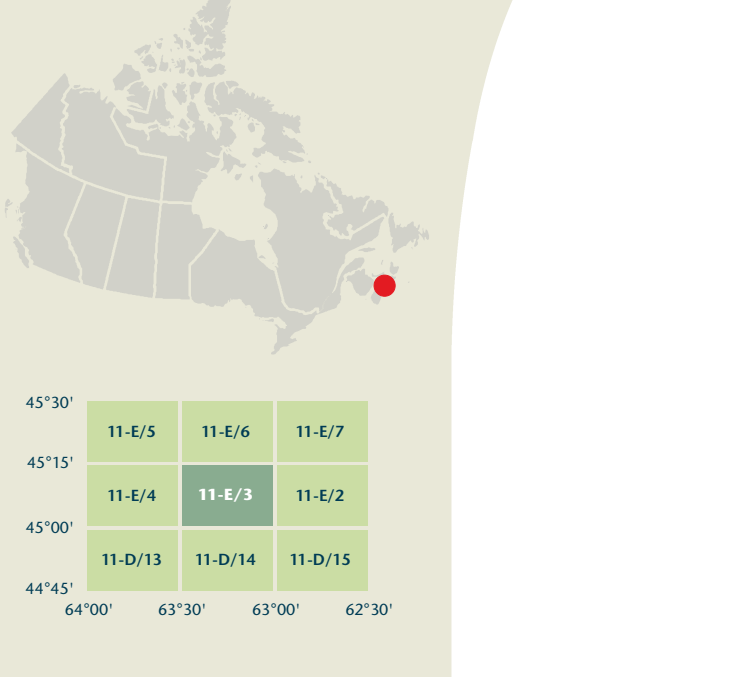 45°30'
11-E/5 11-E/6 11-E/7
45°15'
11-E/4 11-E/3 11-E/2
45°00'
11-D/13 11-D/14 11-D/15
44°45'
64°00' 63°30' 63°00' 62°30'